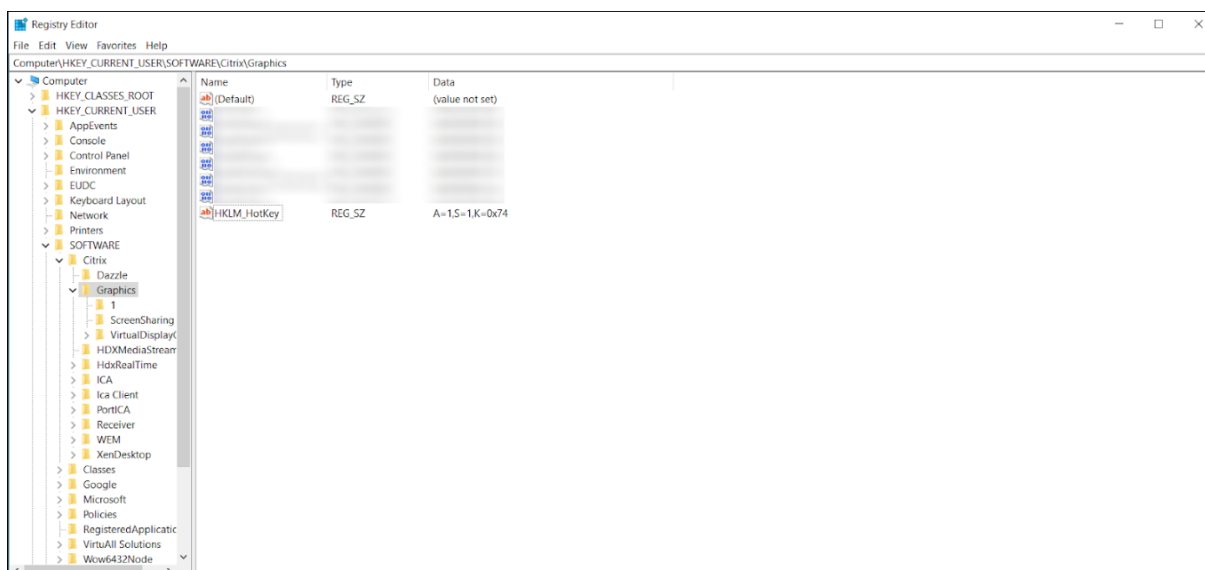 Registry Editor
File Edit View Favorites Help
Computer\HKEY_CURRENT_USER\SOFTWARE\Citrix\Graphics
Computer
HKEY_CLASSES_ROOT
HKEY_CURRENT_USER
AppEvents
Console
Control Panel
Environment
EUDC
Keyboard Layout
Network
Printers
SOFTWARE
Citrix
Dazzle
Graphics
1
ScreenSharing
VirtualDisplay
HDXMediaStream
HdxRealTime
ICA
Ica Client
PortICA
Receiver
WEM
XenDesktop
Classes
Google
Microsoft
Policies
RegisteredApplicatic
VirtuAll Solutions
Wow6432Node
Name Type Data
(Default) REG_SZ (value not set)
HKLM_HotKey REG_SZ A=1,S=1,K=0x74